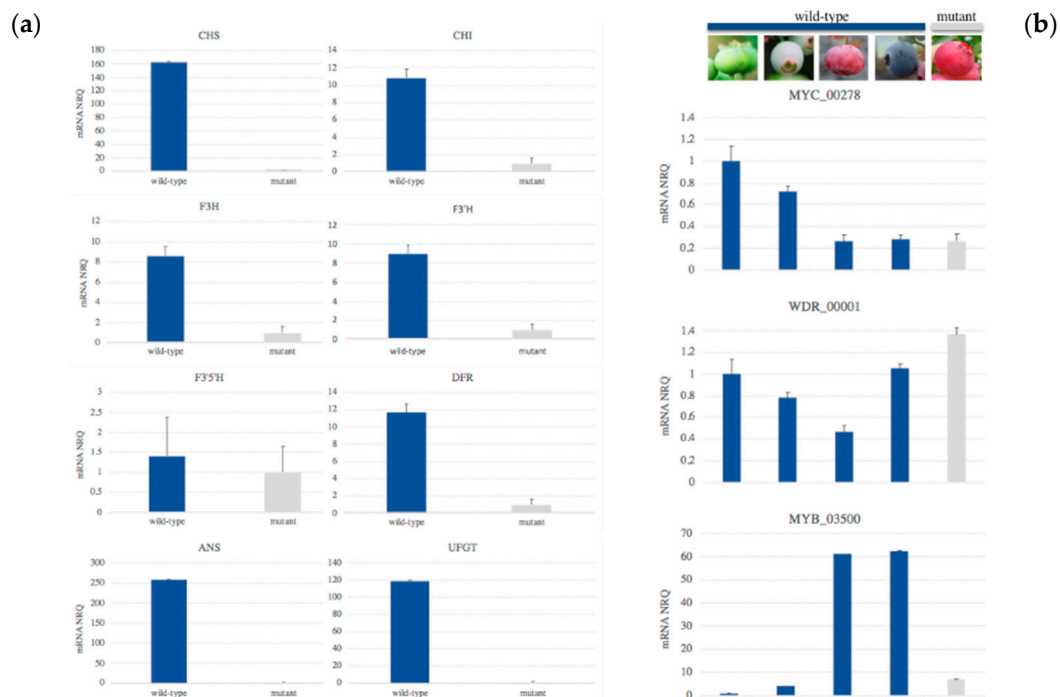 (a)
CHS
mRNA NRQ
180
160
140
120
100
80
60
40
20
0
wild-type
mutant
CHI
14
12
10
8
6
4
2
0
wild-type
mutant
F3H
mRNA NRQ
12
10
8
6
4
2
0
wild-type
mutant
F3'H
12
10
8
6
4
2
0
wild-type
mutant
F3'5'H
mRNA NRQ
3
2,5
2
1,5
1
0,5
0
wild-type
mutant
DFR
14
12
10
8
6
4
2
0
wild-type
mutant
ANS
mRNA NRQ
300
250
200
150
100
50
0
wild-type
mutant
UFGT
140
120
100
80
60
40
20
0
wild-type
mutant
(b)
wild-type
mutant
MYC_00278
mRNA NRQ
1.4
1.2
1
0.8
0.6
0.4
0.2
0
WDR_00001
mRNA NRQ
1.4
1.2
1
0.8
0.6
0.4
0.2
0
MYB_03500
mRNA NRQ
70
60
50
40
30
20
10
0